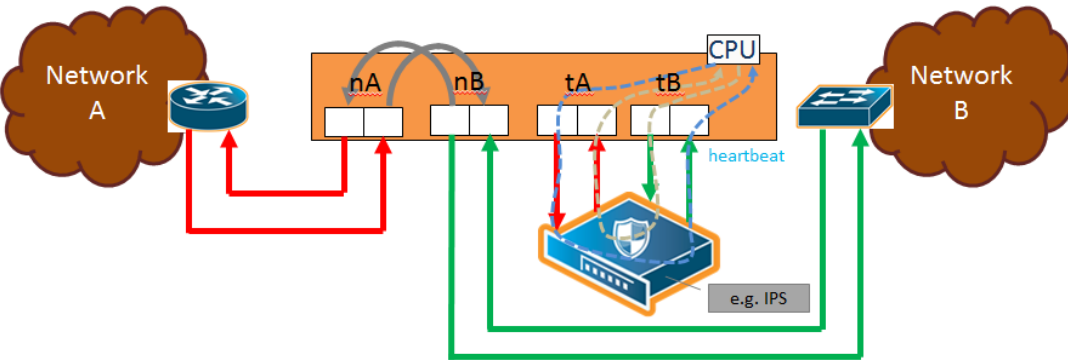 Network
A
nA
nB
tA
tB
CPU
Network
B
heartbeat
e.g. IPS